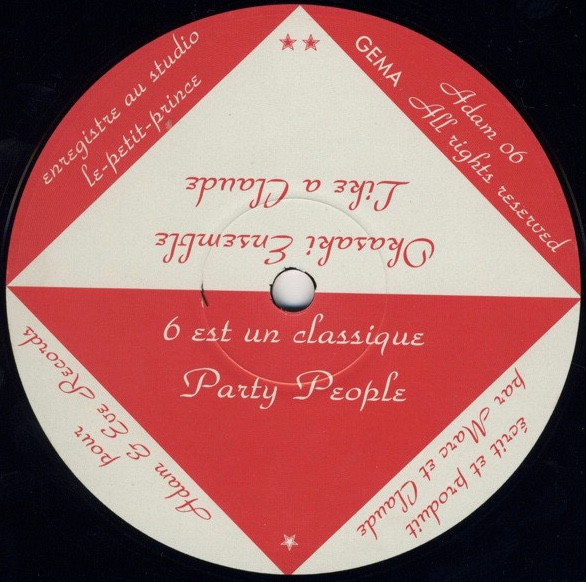 enregistre au studio
le-petit-prince
GEMA
Adam 06
All rights reserved
Okasaki Ensemble
Like a Claude
6 est un classique
Party People
pour
Adam & Eve Records
écrit et produit
par Marc et Claude